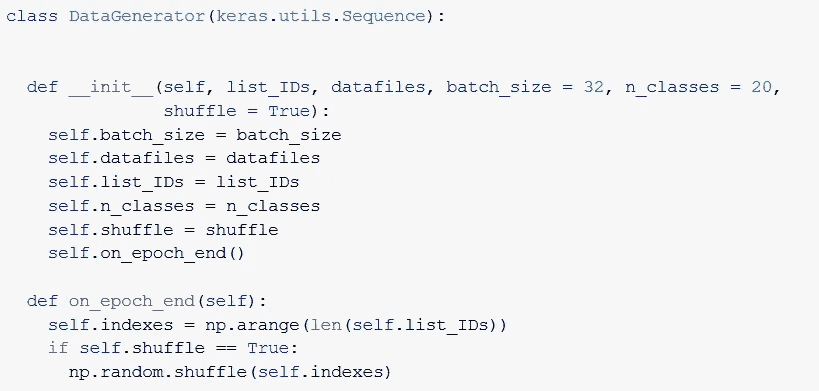 class DataGenerator(keras.utils.Sequence):
def __init__(self, list_IDs, datafiles, batch_size = 32, n_classes = 20,
shuffle = True):
self.batch_size = batch_size
self.datafiles = datafiles
self.list_IDs = list_IDs
self.n_classes = n_classes
self.shuffle = shuffle
self.on_epoch_end()
def on_epoch_end(self):
self.indexes = np.arange(len(self.list_IDs))
if self.shuffle == True:
np.random.shuffle(self.indexes)